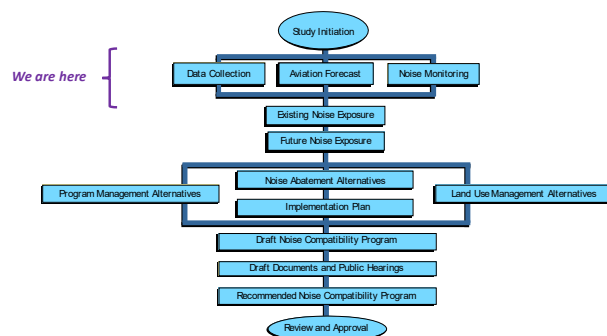 Study Initiation
We are here
Data Collection
Aviation Forecast
Noise Monitoring
Existing Noise Exposure
Future Noise Exposure
Noise Abatement Alternatives
Program Management Alternatives
Land Use Management Alternatives
Implementation Plan
Draft Noise Compatibility Program
Draft Documents and Public Hearings
Recommended Noise Compatibility Program
Review and Approval